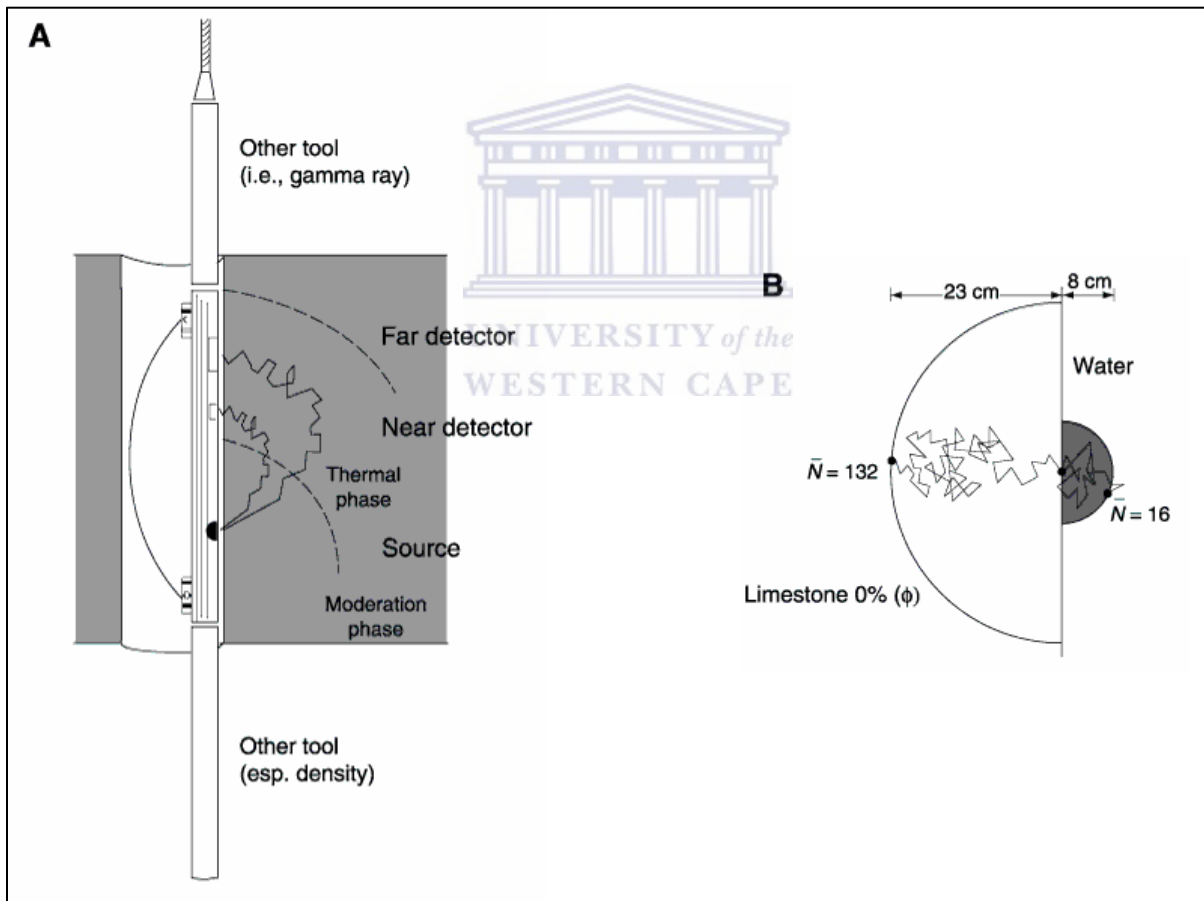 A
Other tool
(i.e., gamma ray)
UNIVERSITY of the
WESTERN CAPE
Far detector
Near detector
Thermal
phase
Source
Moderation
phase
Other tool
(esp. density)
B
23 cm
8 cm
Water
N̄ = 132
N̄ = 16
Limestone 0% (ϕ)